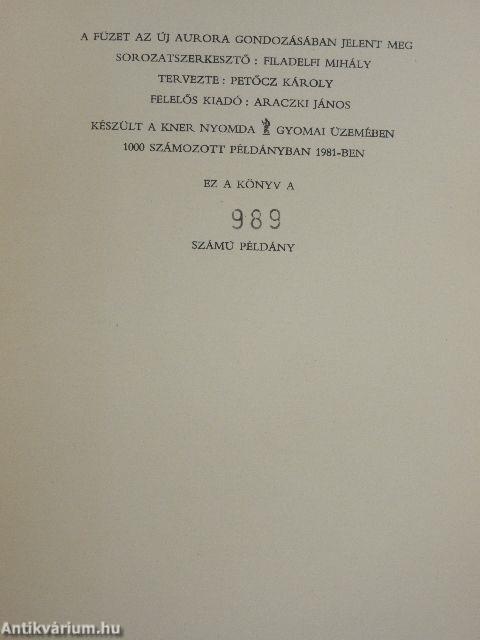 A FÜZET AZ ÚJ AURORA GONDOZÁSÁBAN JELENT MEG
SOROZATSZERKESZTŐ : FILADELFI MIHÁLY
TERVEZTE : PETŐCZ KÁROLY
FELELŐS KIADÓ : ARACZKI JÁNOS
KÉSZÜLT A KNER NYOMDA GYOMAI ÜZEMÉBEN
1000 SZÁMOZOTT PÉLDÁNYBAN 1981-BEN
EZ A KÖNYV A
989
SZÁMÚ PÉLDÁNY
Antikvárium.hu